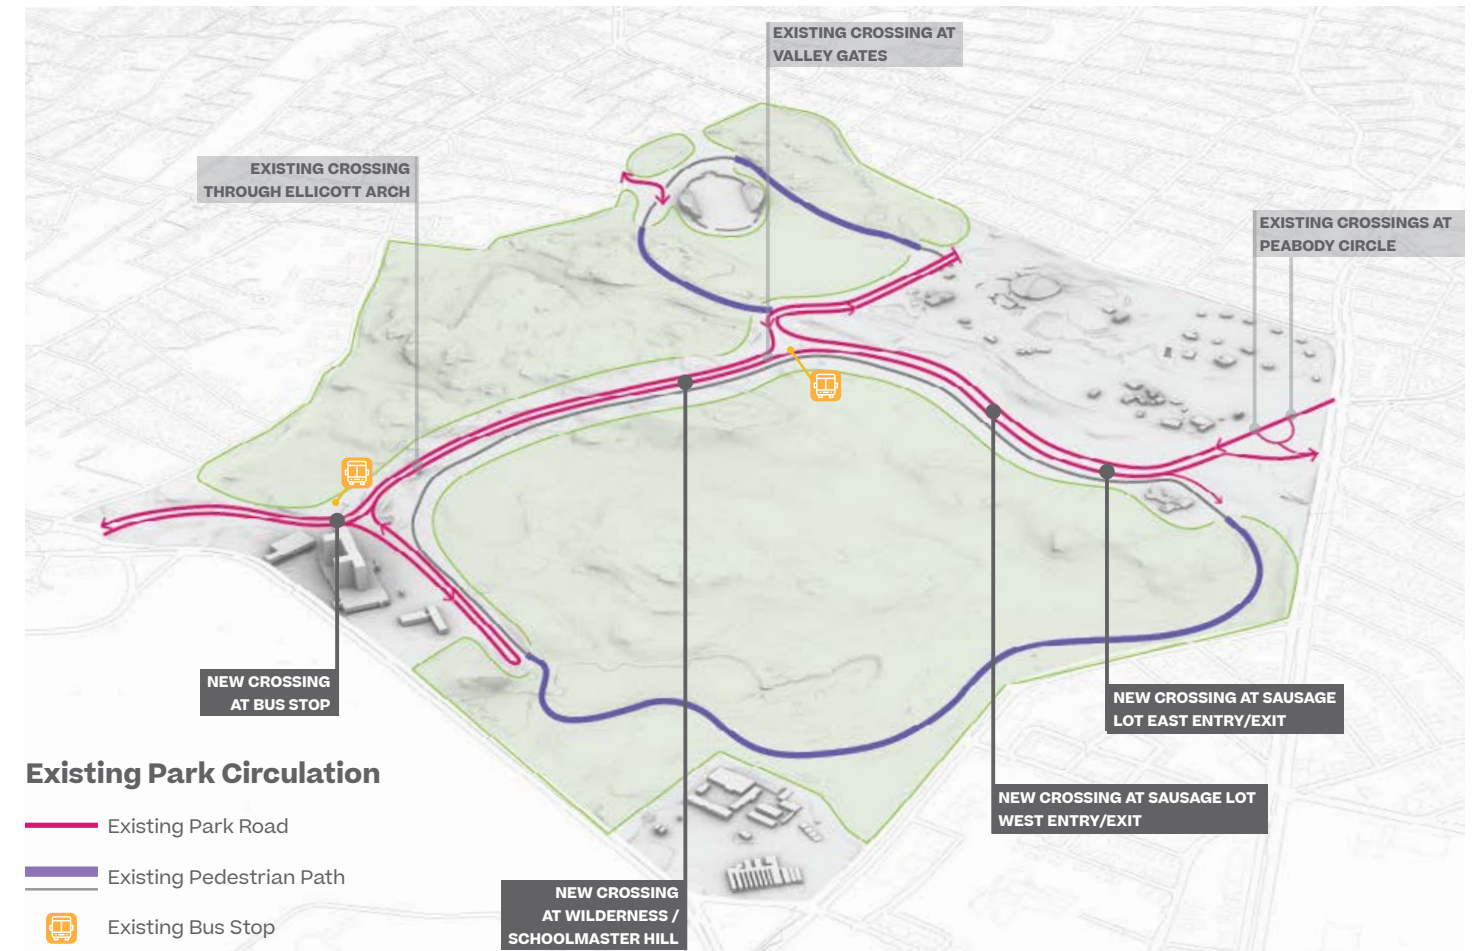 EXISTING CROSSING AT
VALLEY GATES
EXISTING CROSSING
THROUGH ELLICOTT ARCH
EXISTING CROSSINGS AT
PEABODY CIRCLE
NEW CROSSING
AT BUS STOP
NEW CROSSING AT SAUSAGE
LOT EAST ENTRY/EXIT
NEW CROSSING AT SAUSAGE LOT
WEST ENTRY/EXIT
NEW CROSSING
AT WILDERNESS /
SCHOOLMASTER HILL
Existing Park Circulation
Existing Park Road
Existing Pedestrian Path
Existing Bus Stop